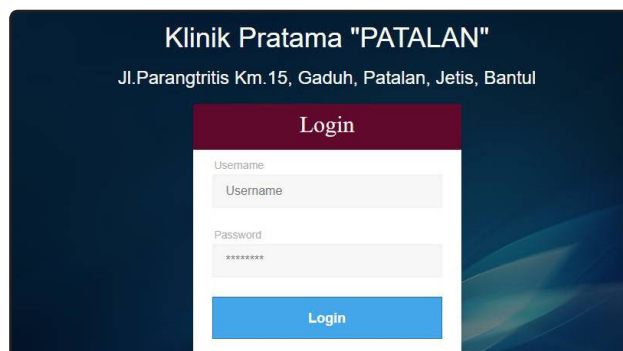 Klinik Pratama "PATALAN"
Jl.Parangtritis Km.15, Gaduh, Patalan, Jetis, Bantul
Login
Username
Username
Password
********
Login